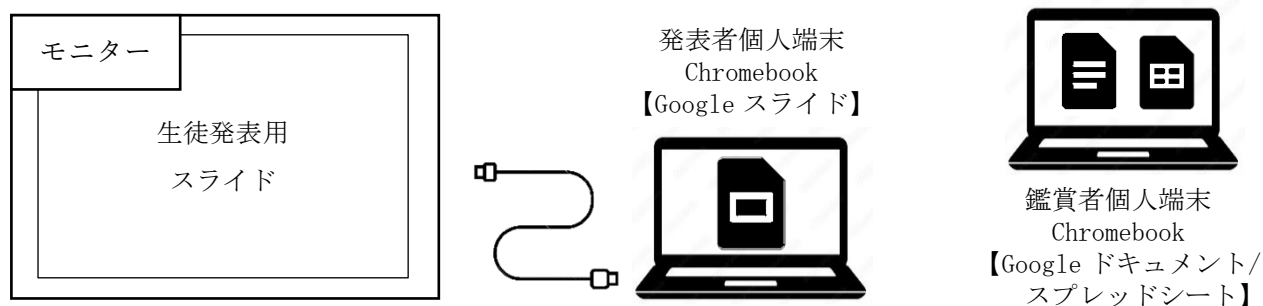 モニター
生徒発表用
スライド
発表者個人端末
Chromebook
【Google スライド】
鑑賞者個人端末
Chromebook
【Google ドキュメント/
スプレッドシート】